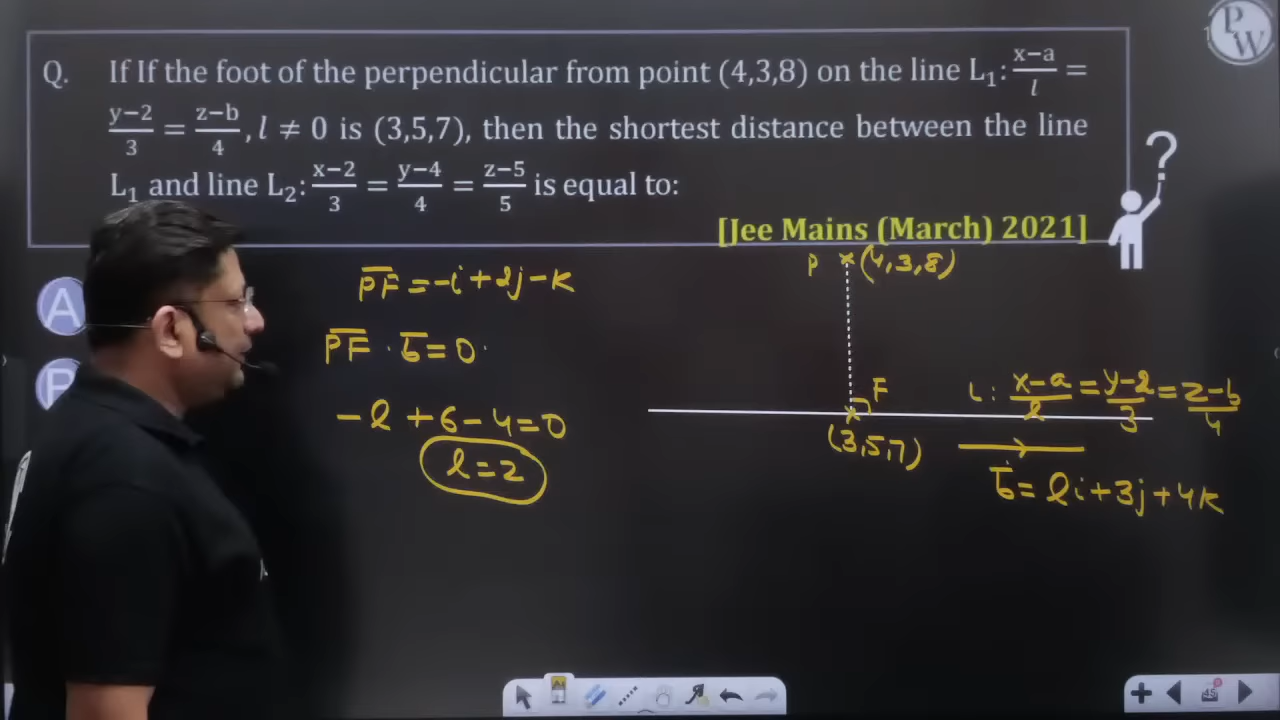 PW
Q. If If the foot of the perpendicular from point (4,3,8) on the line L₁: (x−a)/l =
(y−2)/3 = (z−b)/4, l ≠ 0 is (3,5,7), then the shortest distance between the line
L₁ and line L₂: (x−2)/3 = (y−4)/4 = (z−5)/5 is equal to:
?
[Jee Mains (March) 2021]
A
P̅F̅ = -i + 2j - k
P (4,3,8)
P̅F̅ · b̅ = 0
- l + 6 - 4 = 0
l = 2
F
(3,5,7)
L: (x-a)/l = (y-2)/3 = (z-b)/4
b̅ = li + 3j + 4k
45